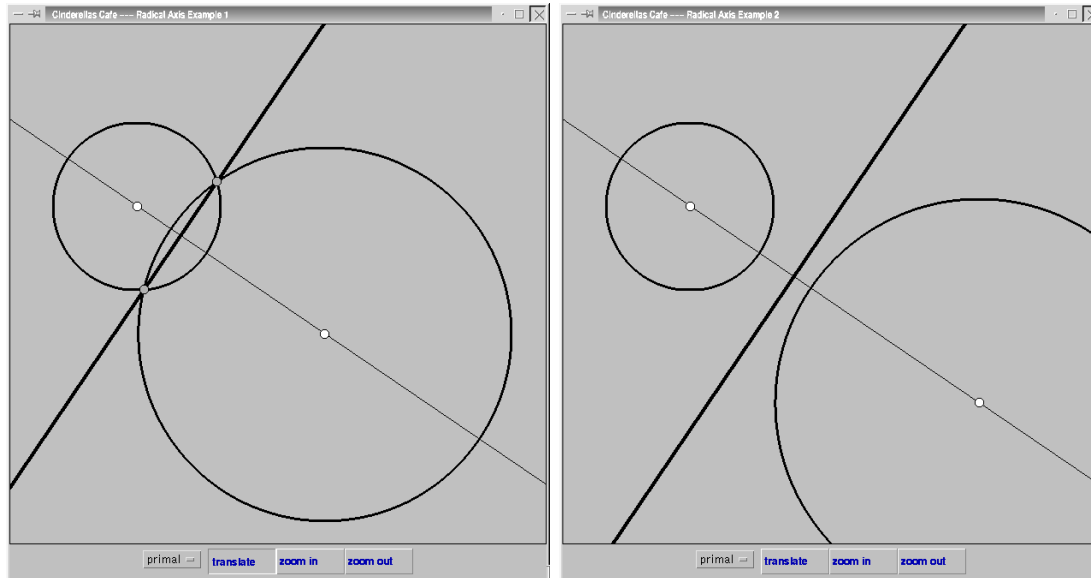 Cinderellas Cafe --- Radical Axis Example 1
Cinderellas Cafe --- Radical Axis Example 2
primal translate zoom in zoom out
primal translate zoom in zoom out